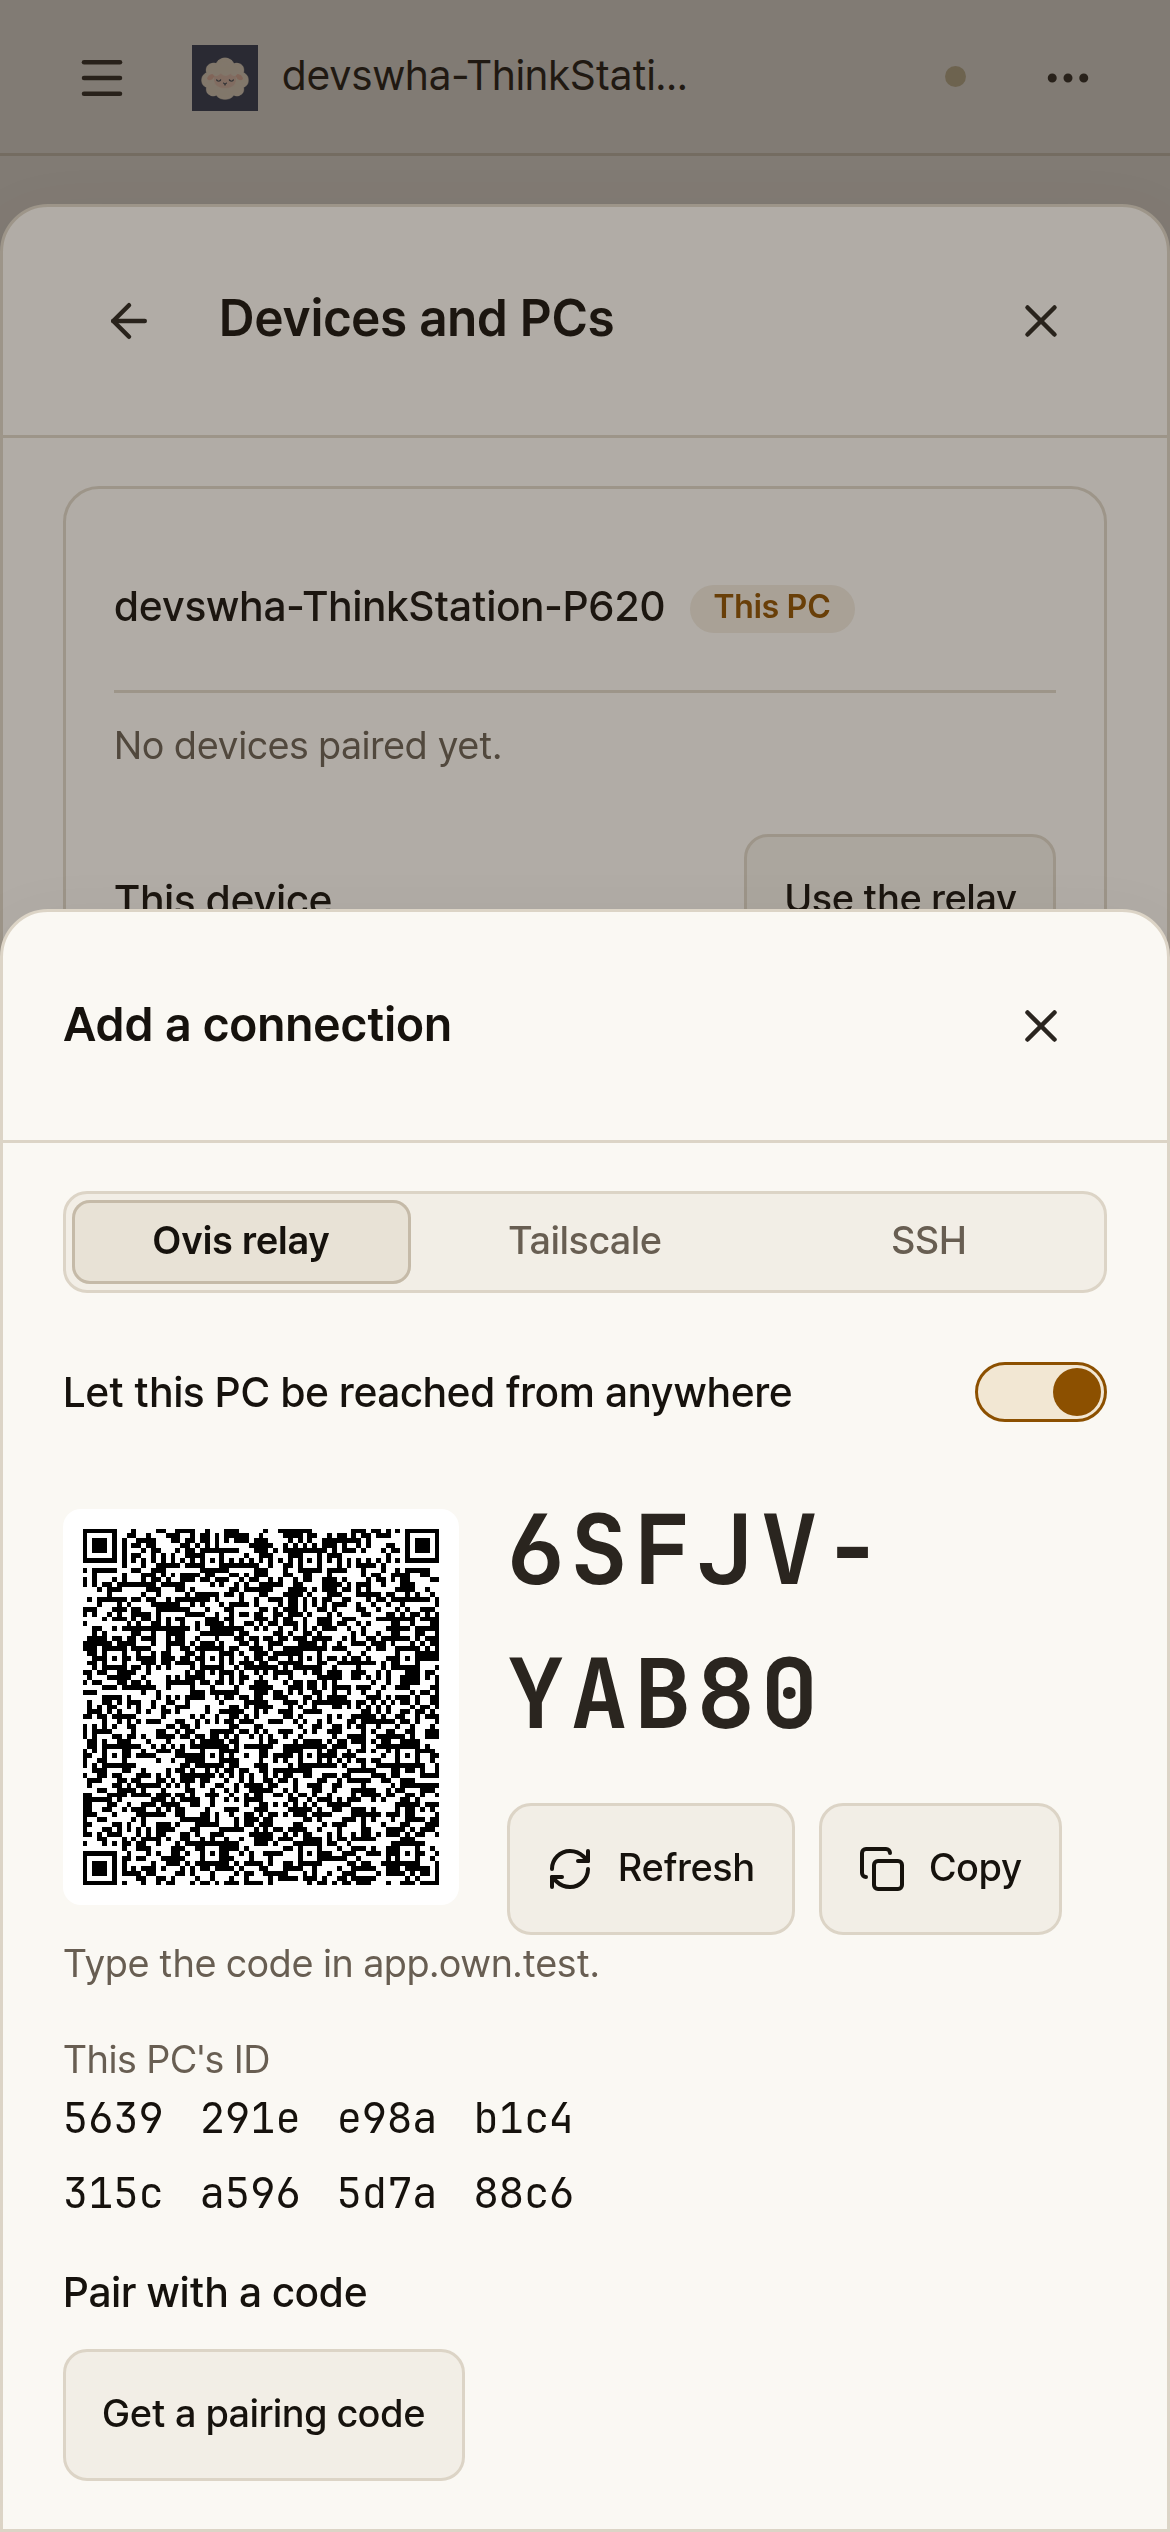 devswha-ThinkStati...
Devices and PCs
devswha-ThinkStation-P620 This PC
No devices paired yet.
This device Use the relay
Add a connection
Ovis relay Tailscale SSH
Let this PC be reached from anywhere
6SFJV-
YAB80
Refresh Copy
Type the code in app.own.test.
This PC's ID
5639 291e e98a b1c4
315c a596 5d7a 88c6
Pair with a code
Get a pairing code